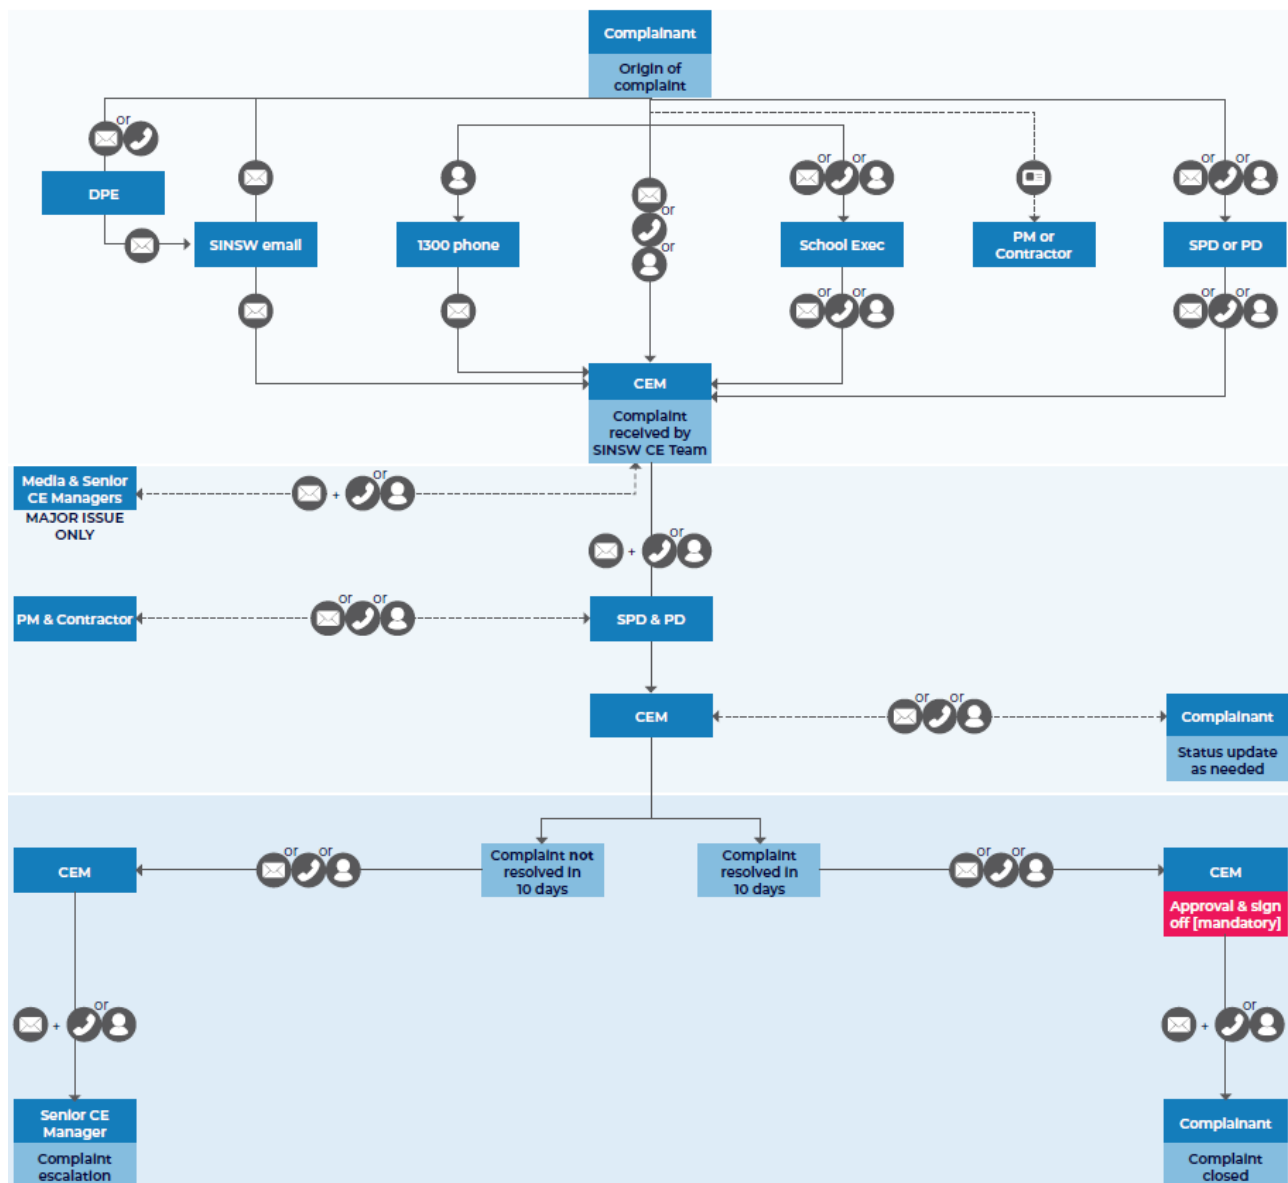 Complainant
Origin of
complaint
or
or or
or or
DPE
or
or
SINSW email
1300 phone
School Exec
PM or
Contractor
SPD or PD
or or
or or
CEM
Complaint
received by
SINSW CE Team
Media & Senior
CE Managers
MAJOR ISSUE
ONLY
+ or
+ or
PM & Contractor
or or
SPD & PD
CEM
or or
Complainant
Status update
as needed
CEM
or or
Complaint not
resolved in
10 days
Complaint
resolved in
10 days
or or
CEM
Approval & sign
off [mandatory]
+ or
+ or
Senior CE
Manager
Complaint
escalation
Complainant
Complaint
closed